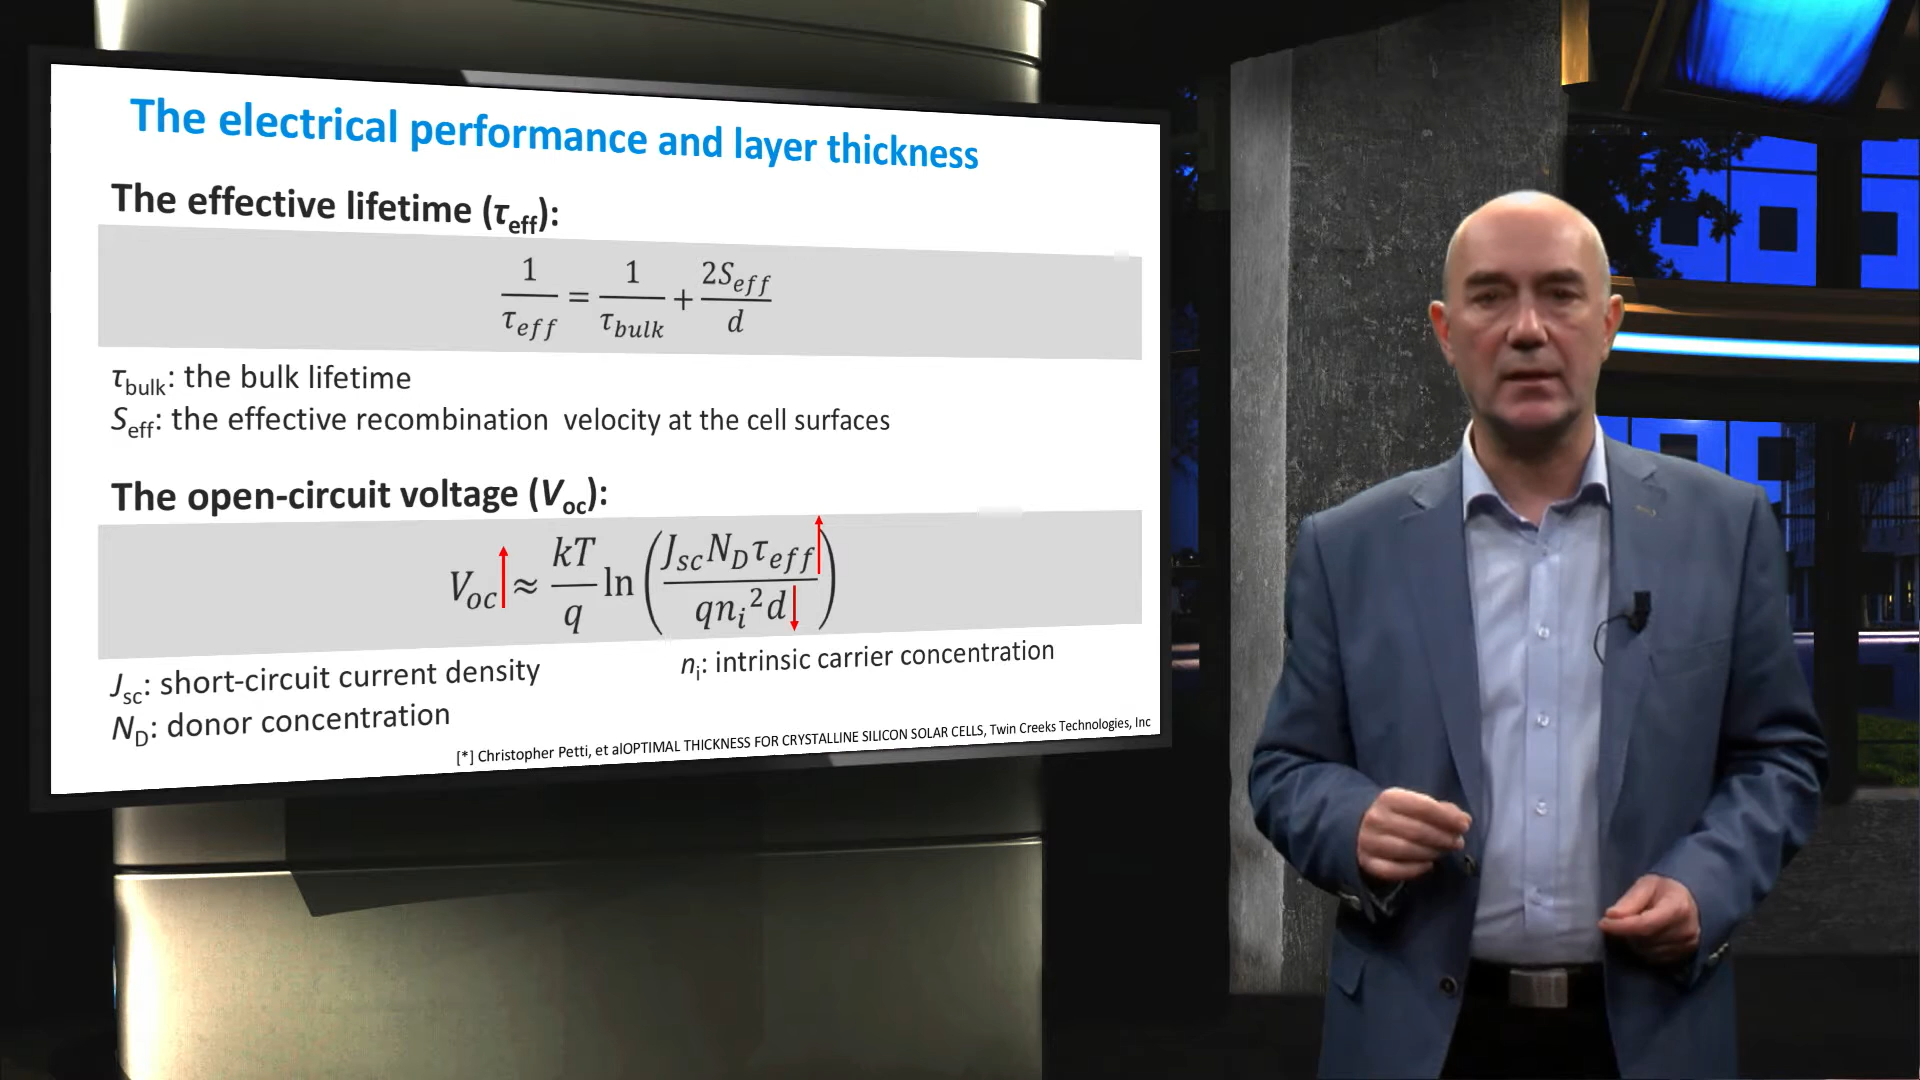 The electrical performance and layer thickness
The effective lifetime (τeff):
1/τeff = 1/τbulk + 2Seff/d
τbulk: the bulk lifetime
Seff: the effective recombination velocity at the cell surfaces
The open-circuit voltage (Voc):
Voc ≈ kT/q ln(JscNDτeff/qni²d)
Jsc: short-circuit current density
ni: intrinsic carrier concentration
ND: donor concentration
[*] Christopher Petti, et alOPTIMAL THICKNESS FOR CRYSTALLINE SILICON SOLAR CELLS, Twin Creeks Technologies, Inc